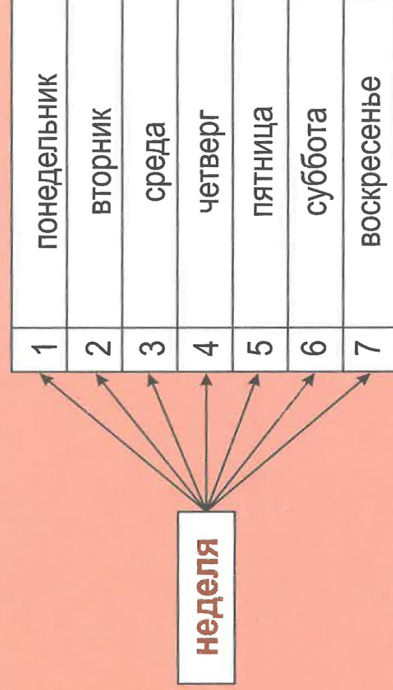 неделя
1 понедельник
2 вторник
3 среда
4 четверг
5 пятница
6 суббота
7 воскресенье